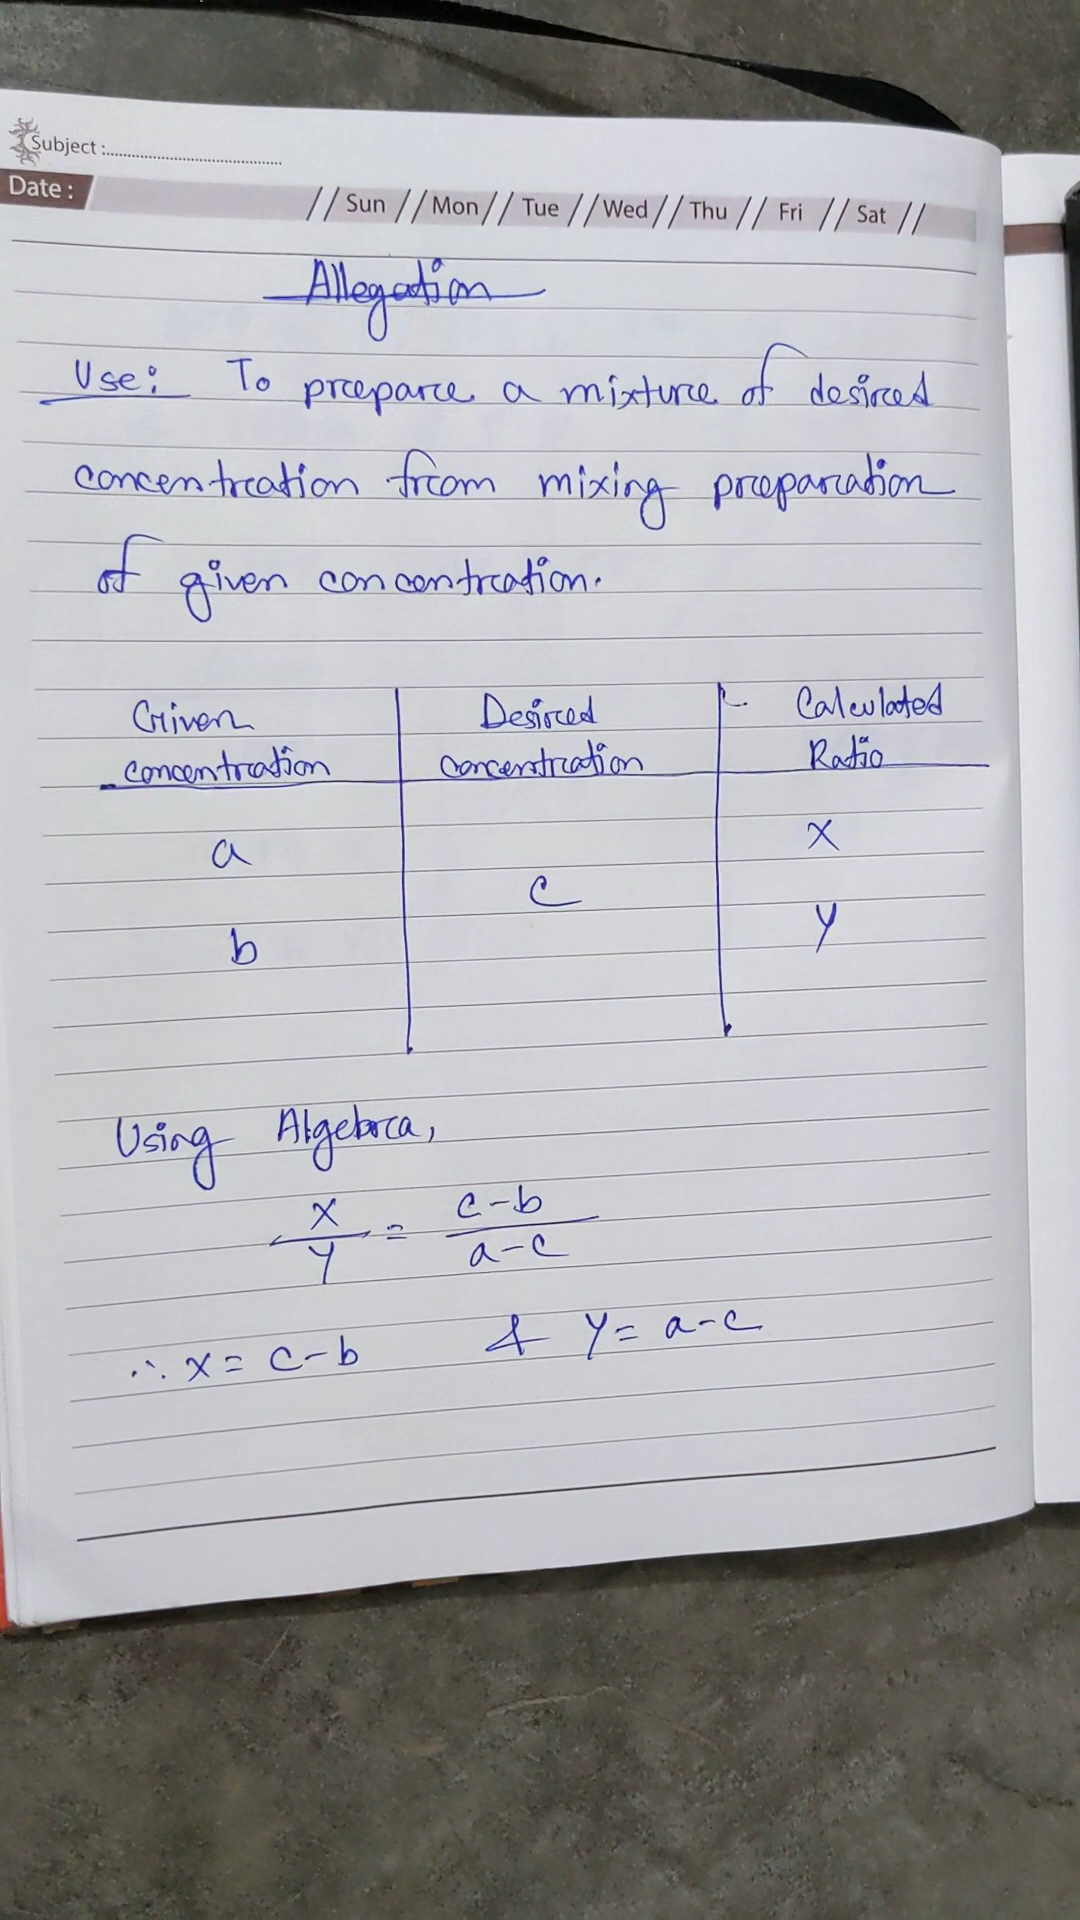 Subject :
Date :
// Sun // Mon // Tue // Wed // Thu // Fri // Sat //
Allegation
Use: To prepare a mixture of desired
concentration from mixing preparation
of given concentration.
Given Desired Calculated
concentration concentration Ratio
a x
c
b y
Using Algebra,
x/y = c-b/a-c
∴ x = c-b & y = a-c